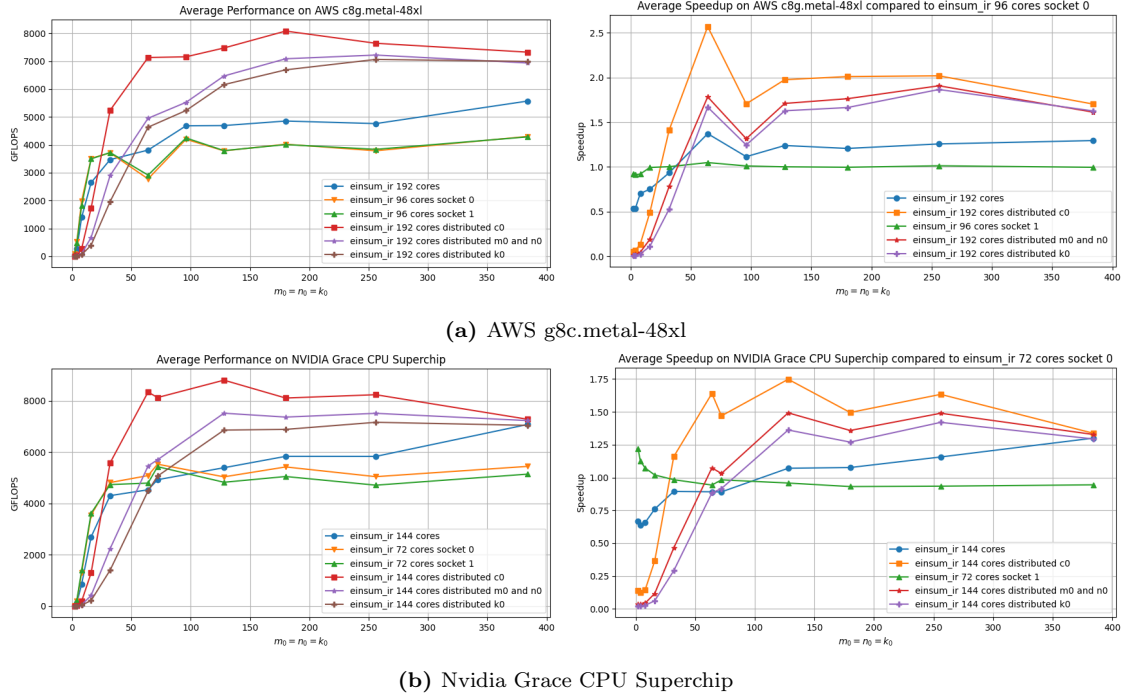 Average Performance on AWS c8g.metal-48xl
8000
7000
6000
5000
4000
3000
2000
1000
0
GFLOPS
einsum_ir 192 cores
einsum_ir 96 cores socket 0
einsum_ir 96 cores socket 1
einsum_ir 192 cores distributed c0
einsum_ir 192 cores distributed m0 and n0
einsum_ir 192 cores distributed k0
0 50 100 150 200 250 300 350 400
m₀ = n₀ = k₀
Average Speedup on AWS c8g.metal-48xl compared to einsum_ir 96 cores socket 0
2.5
2.0
1.5
1.0
0.5
0.0
Speedup
einsum_ir 192 cores
einsum_ir 192 cores distributed c0
einsum_ir 96 cores socket 1
einsum_ir 192 cores distributed m0 and n0
einsum_ir 192 cores distributed k0
0 50 100 150 200 250 300 350 400
m₀ = n₀ = k₀
(a) AWS g8c.metal-48xl
Average Performance on NVIDIA Grace CPU Superchip
8000
6000
4000
2000
0
GFLOPS
einsum_ir 144 cores
einsum_ir 72 cores socket 0
einsum_ir 72 cores socket 1
einsum_ir 144 cores distributed c0
einsum_ir 144 cores distributed m0 and n0
einsum_ir 144 cores distributed k0
0 50 100 150 200 250 300 350 400
m₀ = n₀ = k₀
Average Speedup on NVIDIA Grace CPU Superchip compared to einsum_ir 72 cores socket 0
1.75
1.50
1.25
1.00
0.75
0.50
0.25
0.00
Speedup
einsum_ir 144 cores
einsum_ir 144 cores distributed c0
einsum_ir 72 cores socket 1
einsum_ir 144 cores distributed m0 and n0
einsum_ir 144 cores distributed k0
0 50 100 150 200 250 300 350 400
m₀ = n₀ = k₀
(b) Nvidia Grace CPU Superchip